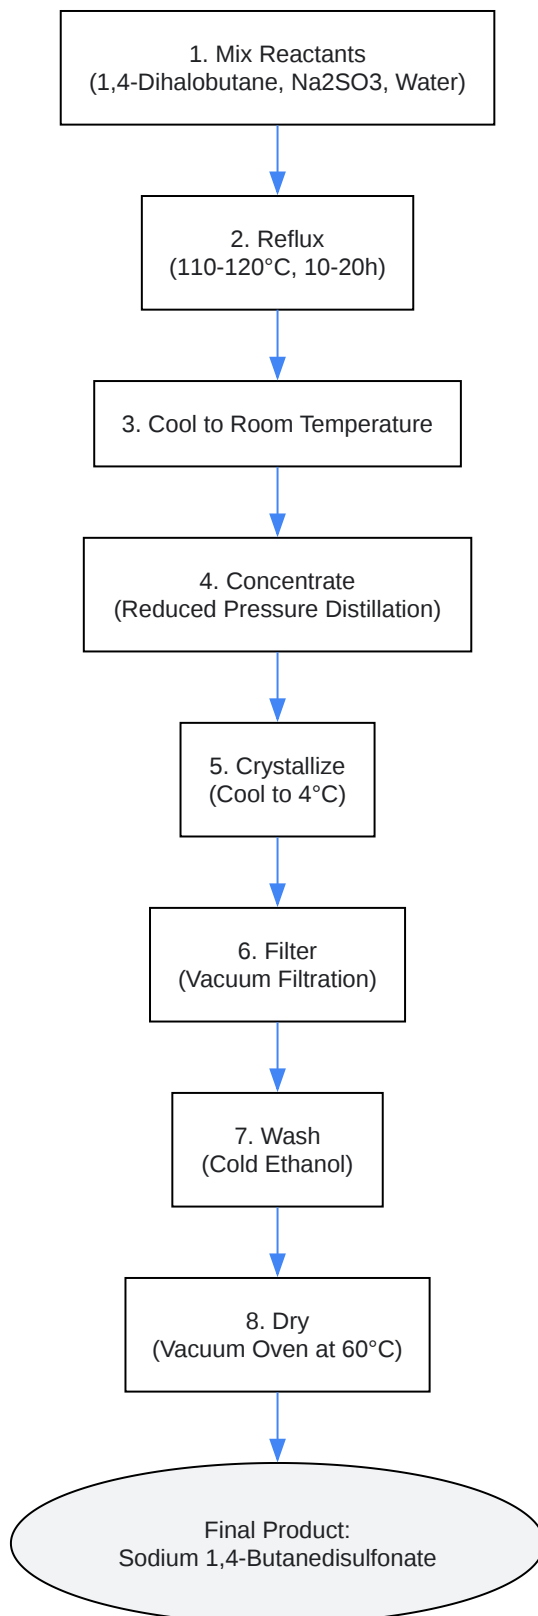 1. Mix Reactants
(1,4-Dihalobutane, Na2SO3, Water)
2. Reflux
(110-120°C, 10-20h)
3. Cool to Room Temperature
4. Concentrate
(Reduced Pressure Distillation)
5. Crystallize
(Cool to 4°C)
6. Filter
(Vacuum Filtration)
7. Wash
(Cold Ethanol)
8. Dry
(Vacuum Oven at 60°C)
Final Product:
Sodium 1,4-Butanedisulfonate